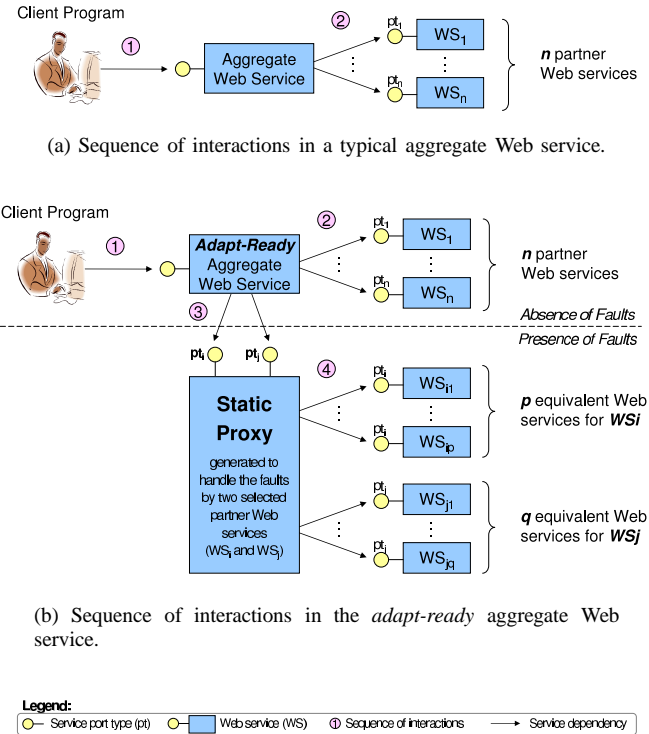 Client Program
1
2
Aggregate
Web Service
pt1
WS1
⋮
⋮
ptn
WSn
n partner
Web services
(a) Sequence of interactions in a typical aggregate Web service.
Client Program
1
2
Adapt-Ready
Aggregate
Web Service
pt1
WS1
⋮
⋮
ptn
WSn
n partner
Web services
3
Absence of Faults
Presence of Faults
pti
ptj
4
Static
Proxy
generated to
handle the faults
by two selected
partner Web
services
(WSi and WSj)
pti
WSi1
⋮
⋮
pti
WSip
p equivalent Web
services for WSi
ptj
WSj1
⋮
⋮
ptj
WSjq
q equivalent Web
services for WSj
(b) Sequence of interactions in the adapt-ready aggregate Web
service.
Legend:
Service port type (pt)
Web service (WS)
1 Sequence of interactions
Service dependency